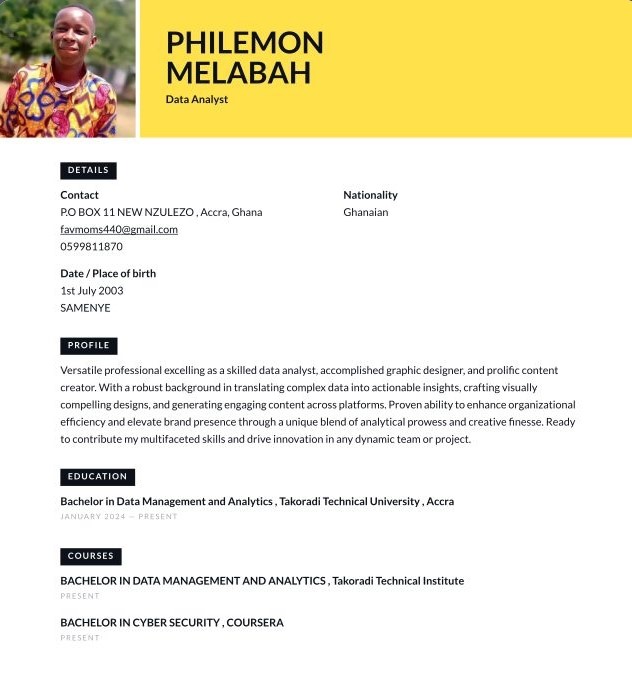 PHILEMON
MELABAH
Data Analyst
DETAILS
Contact
P.O BOX 11 NEW NZULEZO , Accra, Ghana
favmoms440@gmail.com
0599811870
Nationality
Ghanaian
Date / Place of birth
1st July 2003
SAMENYE
PROFILE
Versatile professional excelling as a skilled data analyst, accomplished graphic designer, and prolific content
creator. With a robust background in translating complex data into actionable insights, crafting visually
compelling designs, and generating engaging content across platforms. Proven ability to enhance organizational
efficiency and elevate brand presence through a unique blend of analytical prowess and creative finesse. Ready
to contribute my multifaceted skills and drive innovation in any dynamic team or project.
EDUCATION
Bachelor in Data Management and Analytics , Takoradi Technical University , Accra
JANUARY 2024 — PRESENT
COURSES
BACHELOR IN DATA MANAGEMENT AND ANALYTICS , Takoradi Technical Institute
PRESENT
BACHELOR IN CYBER SECURITY , COURSERA
PRESENT